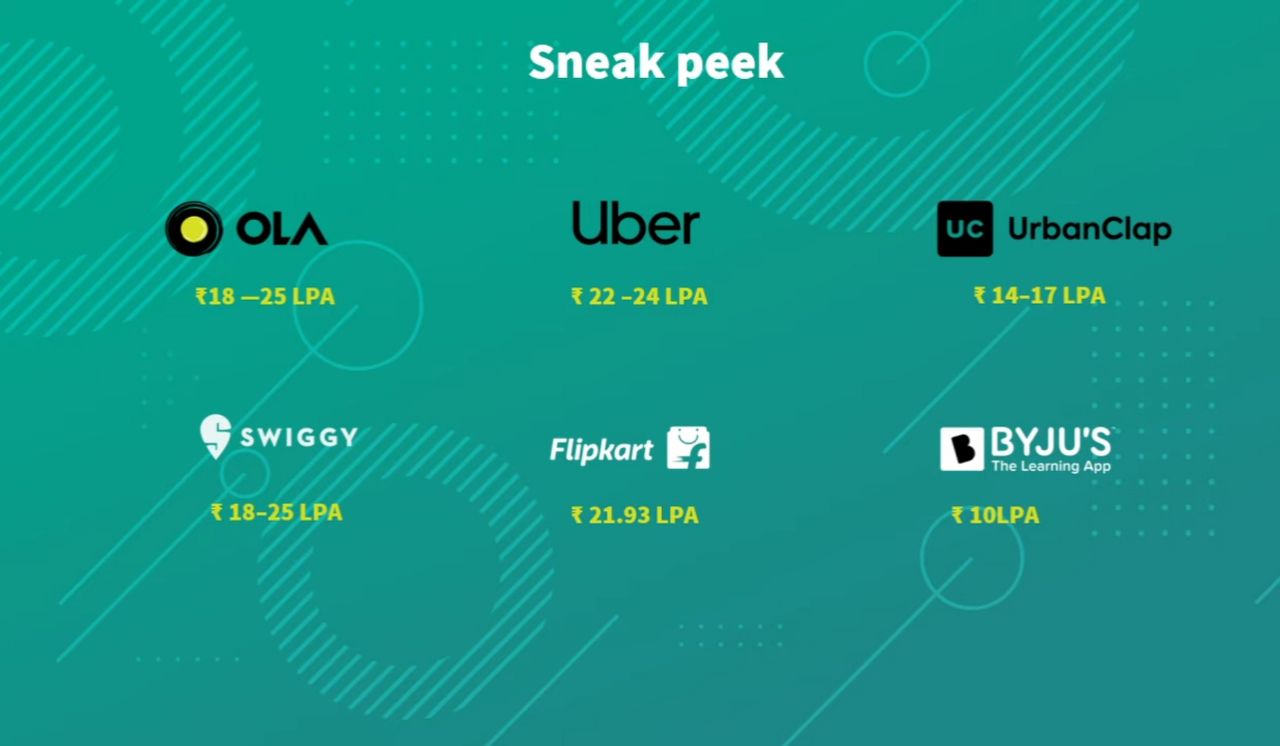 Sneak peek
OLA
Uber
UC UrbanClap
₹18 —25 LPA
₹ 22 –24 LPA
₹ 14–17 LPA
SWIGGY
Flipkart
B BYJU'S
The Learning App
₹ 18–25 LPA
₹ 21.93 LPA
₹ 10LPA